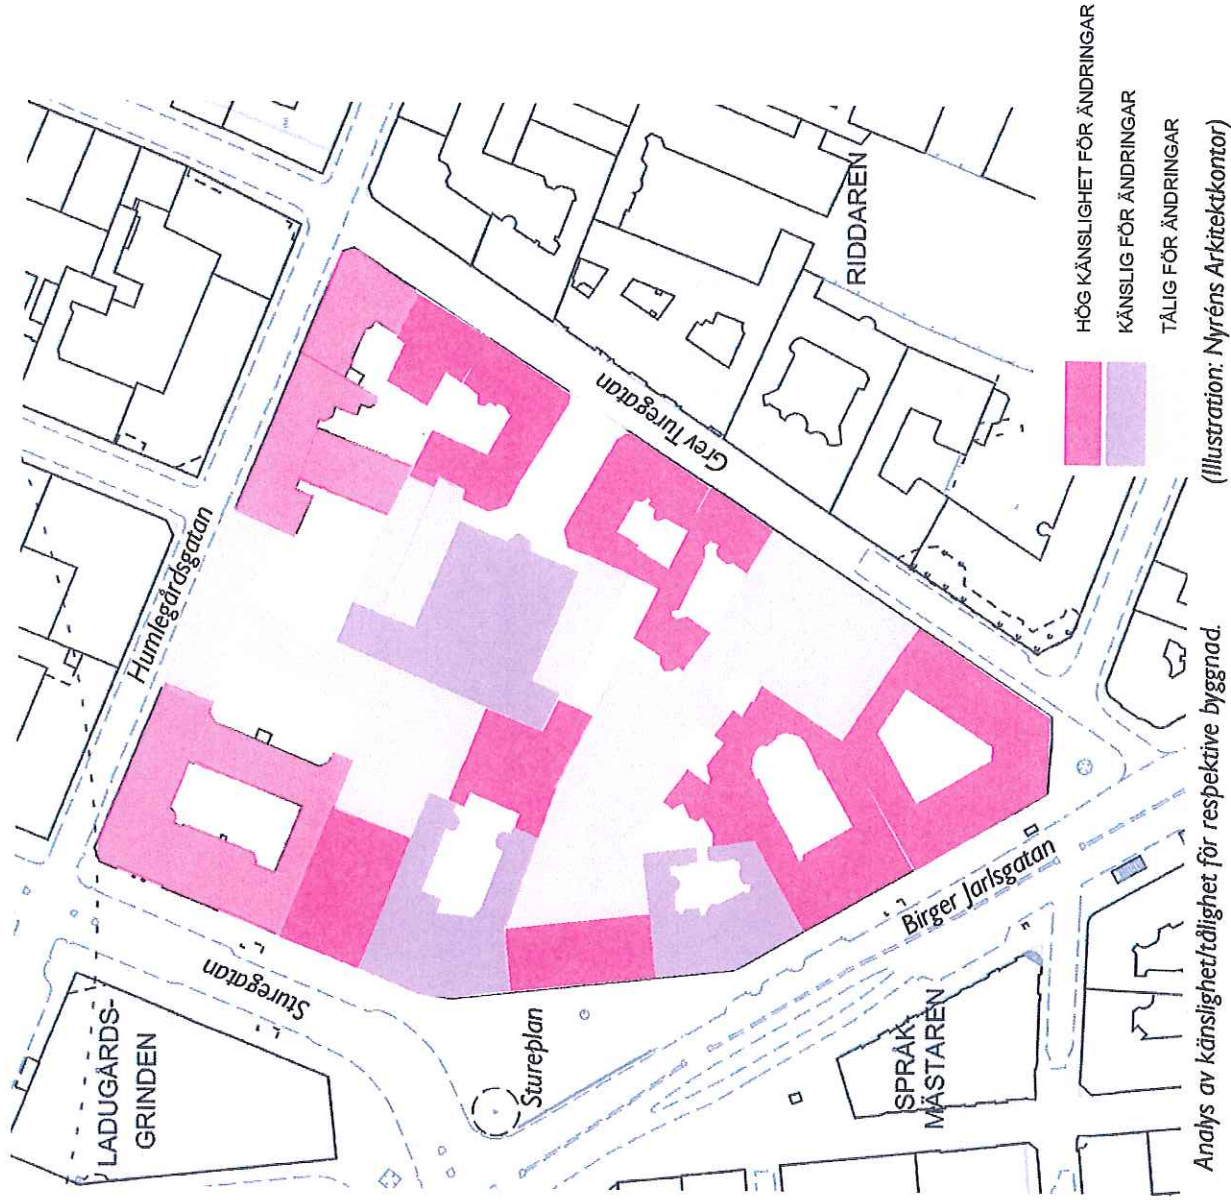 Humlegårdsgatan
Grev Turegatan
RIDDAREN
Sturegatan
LADUGÅRDS-
GRINDEN
Stureplan
Birger Jarlsgatan
SPRÅK-
MÄSTAREN
HÖG KÄNSLIGHET FÖR ÄNDRINGAR
KÄNSLIG FÖR ÄNDRINGAR
TÅLIG FÖR ÄNDRINGAR
Analys av känslighet/tålighet för respektive byggnad.
(Illustration: Nyréns Arkitektkontor)